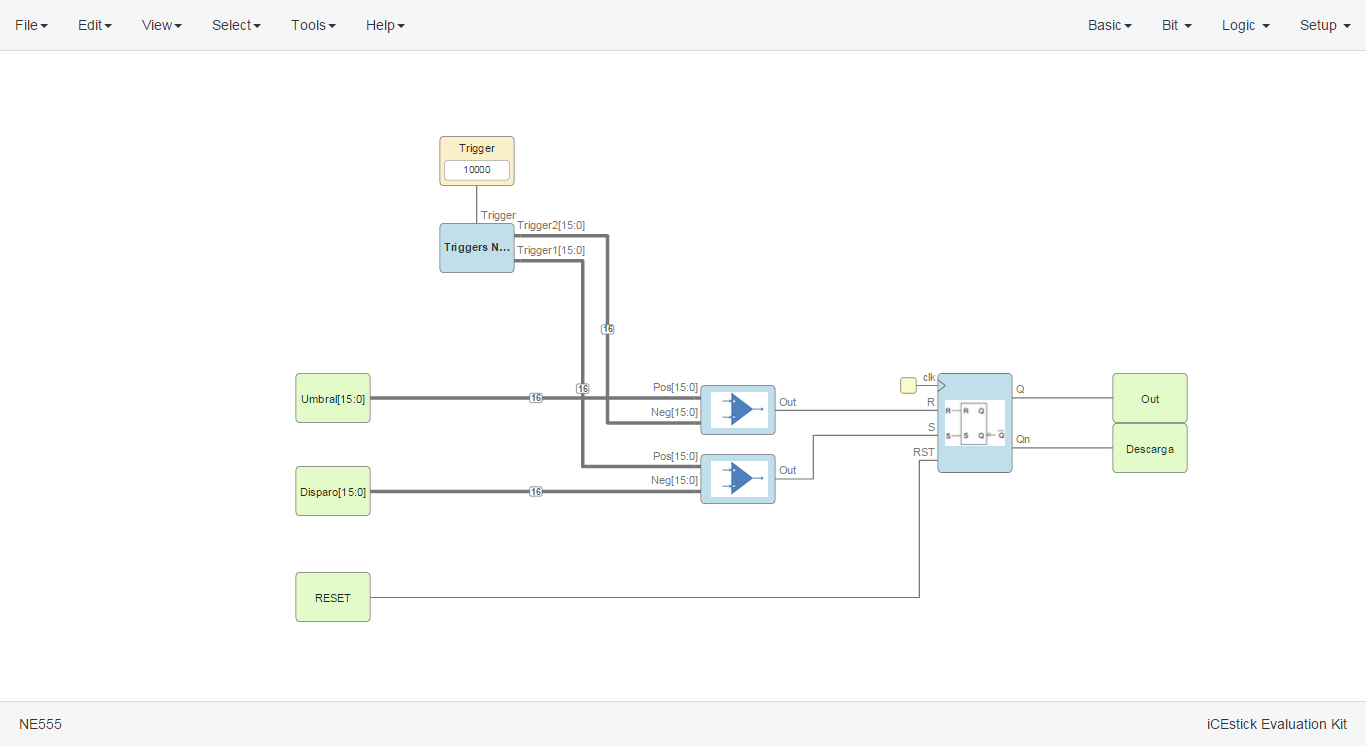 File Edit View Select Tools Help Basic Bit Logic Setup
Trigger
10000
Trigger
Triggers N...
Trigger2[15:0]
Trigger1[15:0]
16
16
Umbral[15:0]
16
Pos[15:0]
Neg[15:0]
Out
clk
R
S
RST
R R Q
S S Q Q
Q
Qn
Out
Descarga
Disparo[15:0]
16
Pos[15:0]
Neg[15:0]
Out
RESET
NE555
iCEstick Evaluation Kit